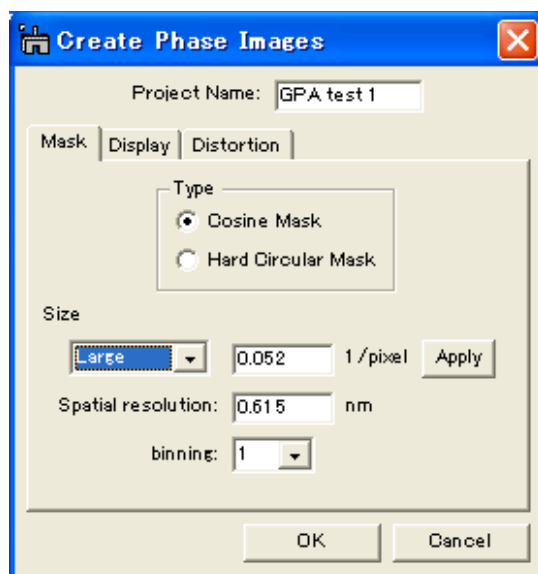 Create Phase Images
Project Name: GPA test 1
Mask Display Distortion
Type
Cosine Mask
Hard Circular Mask
Size
Large 0.052 1/pixel Apply
Spatial resolution: 0.615 nm
binning: 1
OK Cancel